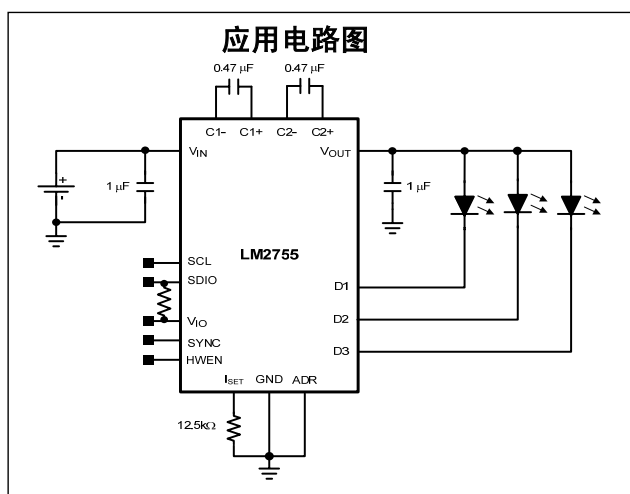 应用电路图
0.47 μF 0.47 μF
C1- C1+ C2- C2+
VIN VOUT
+
1 μF 1 μF
-
LM2755
SCL
SDIO
VIO
SYNC
HWEN
D1
D2
D3
ISET GND ADR
12.5kΩ